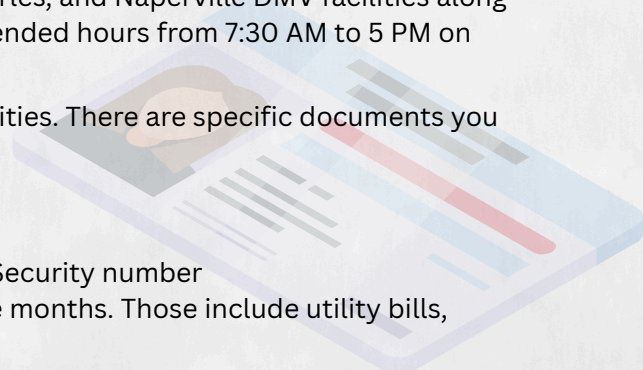 and Naperville DMV facilities along
ended hours from 7:30 AM to 5 PM on
ities. There are specific documents you
Security number
e months. Those include utility bills,